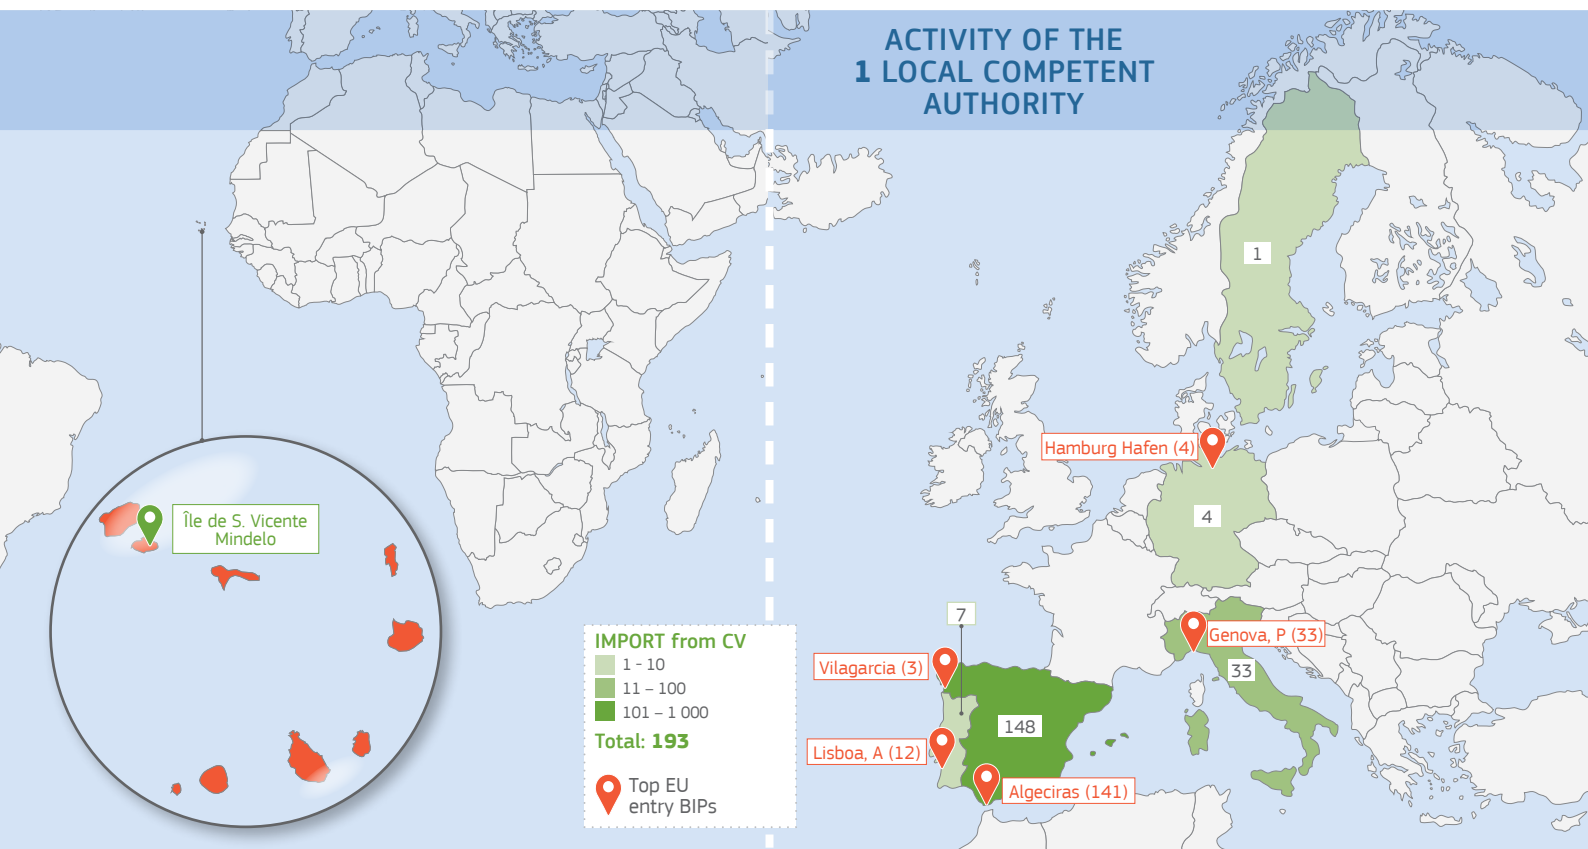 ACTIVITY OF THE
1 LOCAL COMPETENT
AUTHORITY
1
Hamburg Hafen (4)
4
Île de S. Vicente
Mindelo
7
IMPORT from CV
1 - 10
11 – 100
101 – 1 000
Total: 193
Top EU
entry BIPs
Genova, P (33)
33
Vilagarcia (3)
148
Lisboa, A (12)
Algeciras (141)